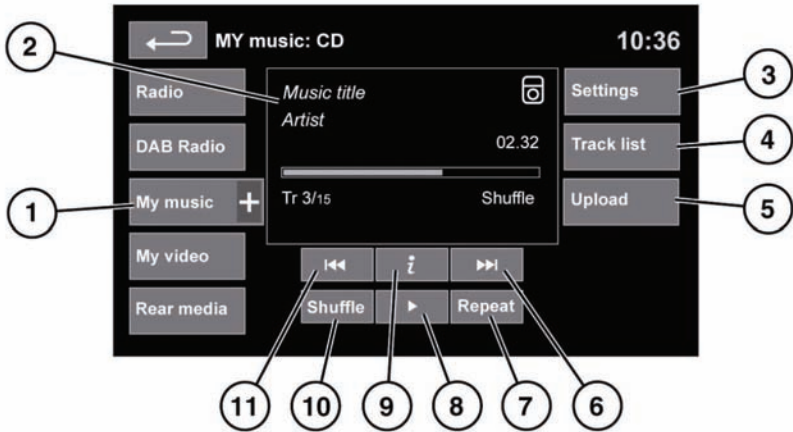 MY music: CD 10:36
2
Radio
DAB Radio
My music +
My video
Rear media
1
Music title
Artist
02.32
Tr 3/15 Shuffle
i
Shuffle Repeat
Settings
Track list
Upload
3
4
5
11 10 9 8 7 6